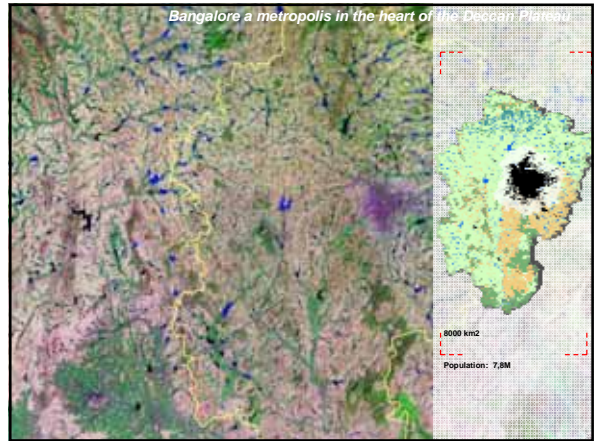 Bangalore a metropolis in the heart of the Deccan Plateau
8000 km2
Population: 7,8M